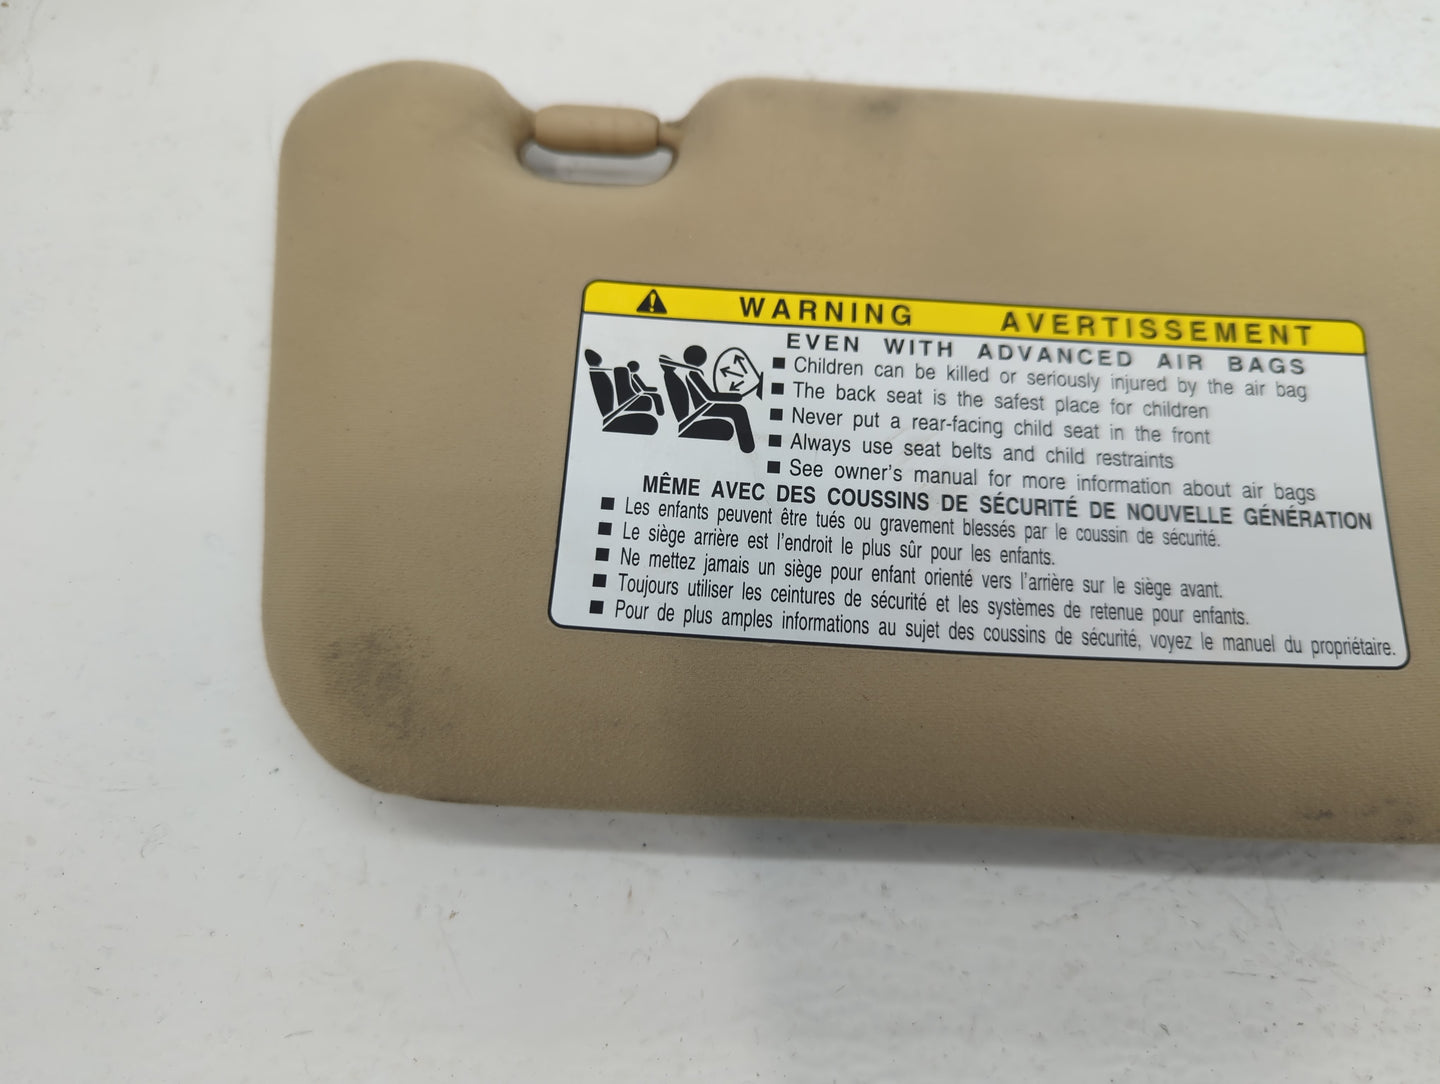 WARNING AVERTISSEMENT
EVEN WITH ADVANCED AIR BAGS
■ Children can be killed or seriously injured by the air bag
■ The back seat is the safest place for children
■ Never put a rear-facing child seat in the front
■ Always use seat belts and child restraints
■ See owner's manual for more information about air bags
MÊME AVEC DES COUSSINS DE SÉCURITÉ DE NOUVELLE GÉNÉRATION
■ Les enfants peuvent être tués ou gravement blessés par le coussin de sécurité.
■ Le siège arrière est l'endroit le plus sûr pour les enfants.
■ Ne mettez jamais un siège pour enfant orienté vers l'arrière sur le siège avant.
■ Toujours utiliser les ceintures de sécurité et les systèmes de retenue pour enfants.
■ Pour de plus amples informations au sujet des coussins de sécurité, voyez le manuel du propriétaire.